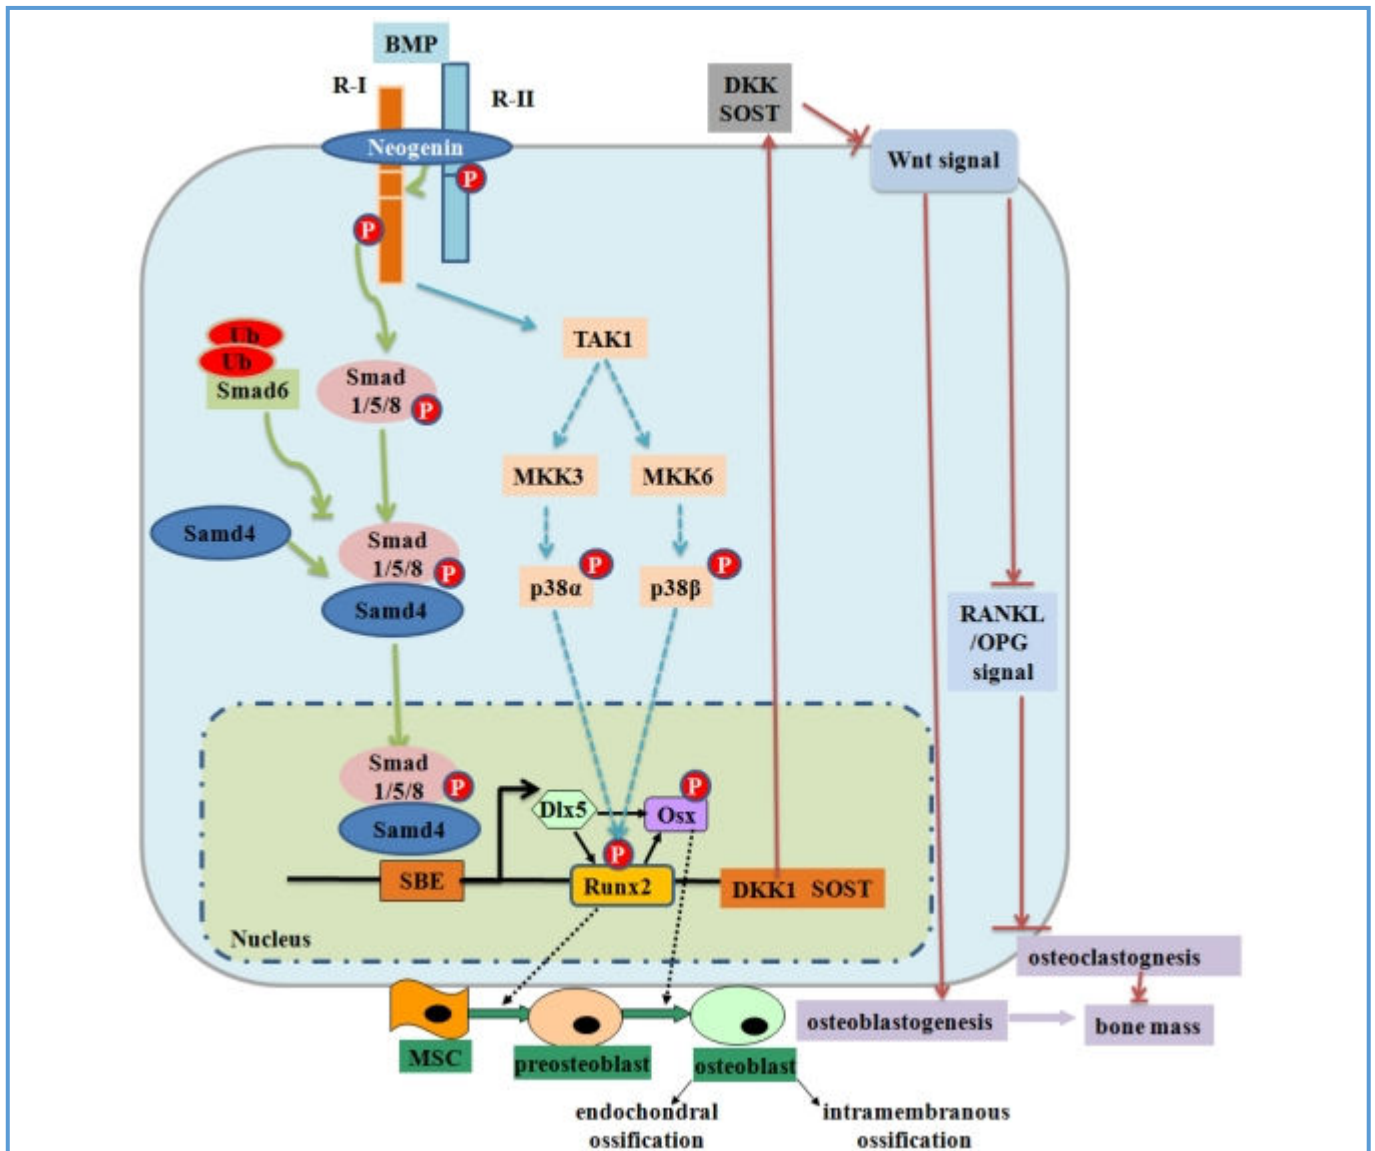 BMP
R-I
R-II
DKK
SOST
Neogenin
Wnt signal
P
P
Ub
Ub
Smad6
Smad
1/5/8
P
TAK1
MKK3
MKK6
Samd4
Smad
1/5/8
P
Samd4
p38α
P
p38β
P
RANKL
/OPG
signal
Smad
1/5/8
P
Samd4
Dlx5
Osx
P
P
SBE
Runx2
DKK1 SOST
Nucleus
osteoclastognesis
osteoblastogenesis
bone mass
MSC
preosteoblast
osteoblast
endochondral
ossification
intramembranous
ossification